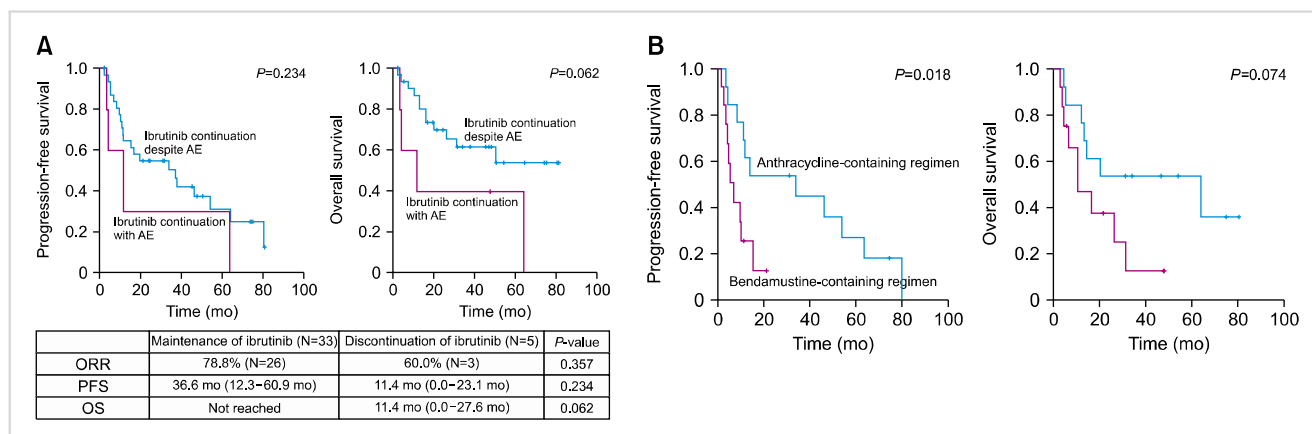 A
P=0.234
Progression-free survival
1.0
0.8
0.6
0.4
0.2
0
0 20 40 60 80 100
Time (mo)
Ibrutinib continuation
despite AE
Ibrutinib continuation
with AE
P=0.062
Overall survival
1.0
0.8
0.6
0.4
0.2
0
0 20 40 60 80 100
Time (mo)
Ibrutinib continuation
despite AE
Ibrutinib continuation
with AE
Maintenance of ibrutinib (N=33) Discontinuation of ibrutinib (N=5) P-value
ORR 78.8% (N=26) 60.0% (N=3) 0.357
PFS 36.6 mo (12.3−60.9 mo) 11.4 mo (0.0−23.1 mo) 0.234
OS Not reached 11.4 mo (0.0−27.6 mo) 0.062
B
P=0.018
Progression-free survival
1.0
0.8
0.6
0.4
0.2
0
0 20 40 60 80 100
Time (mo)
Anthracycline-containing regimen
Bendamustine-containing regimen
P=0.074
Overall survival
1.0
0.8
0.6
0.4
0.2
0
0 20 40 60 80 100
Time (mo)